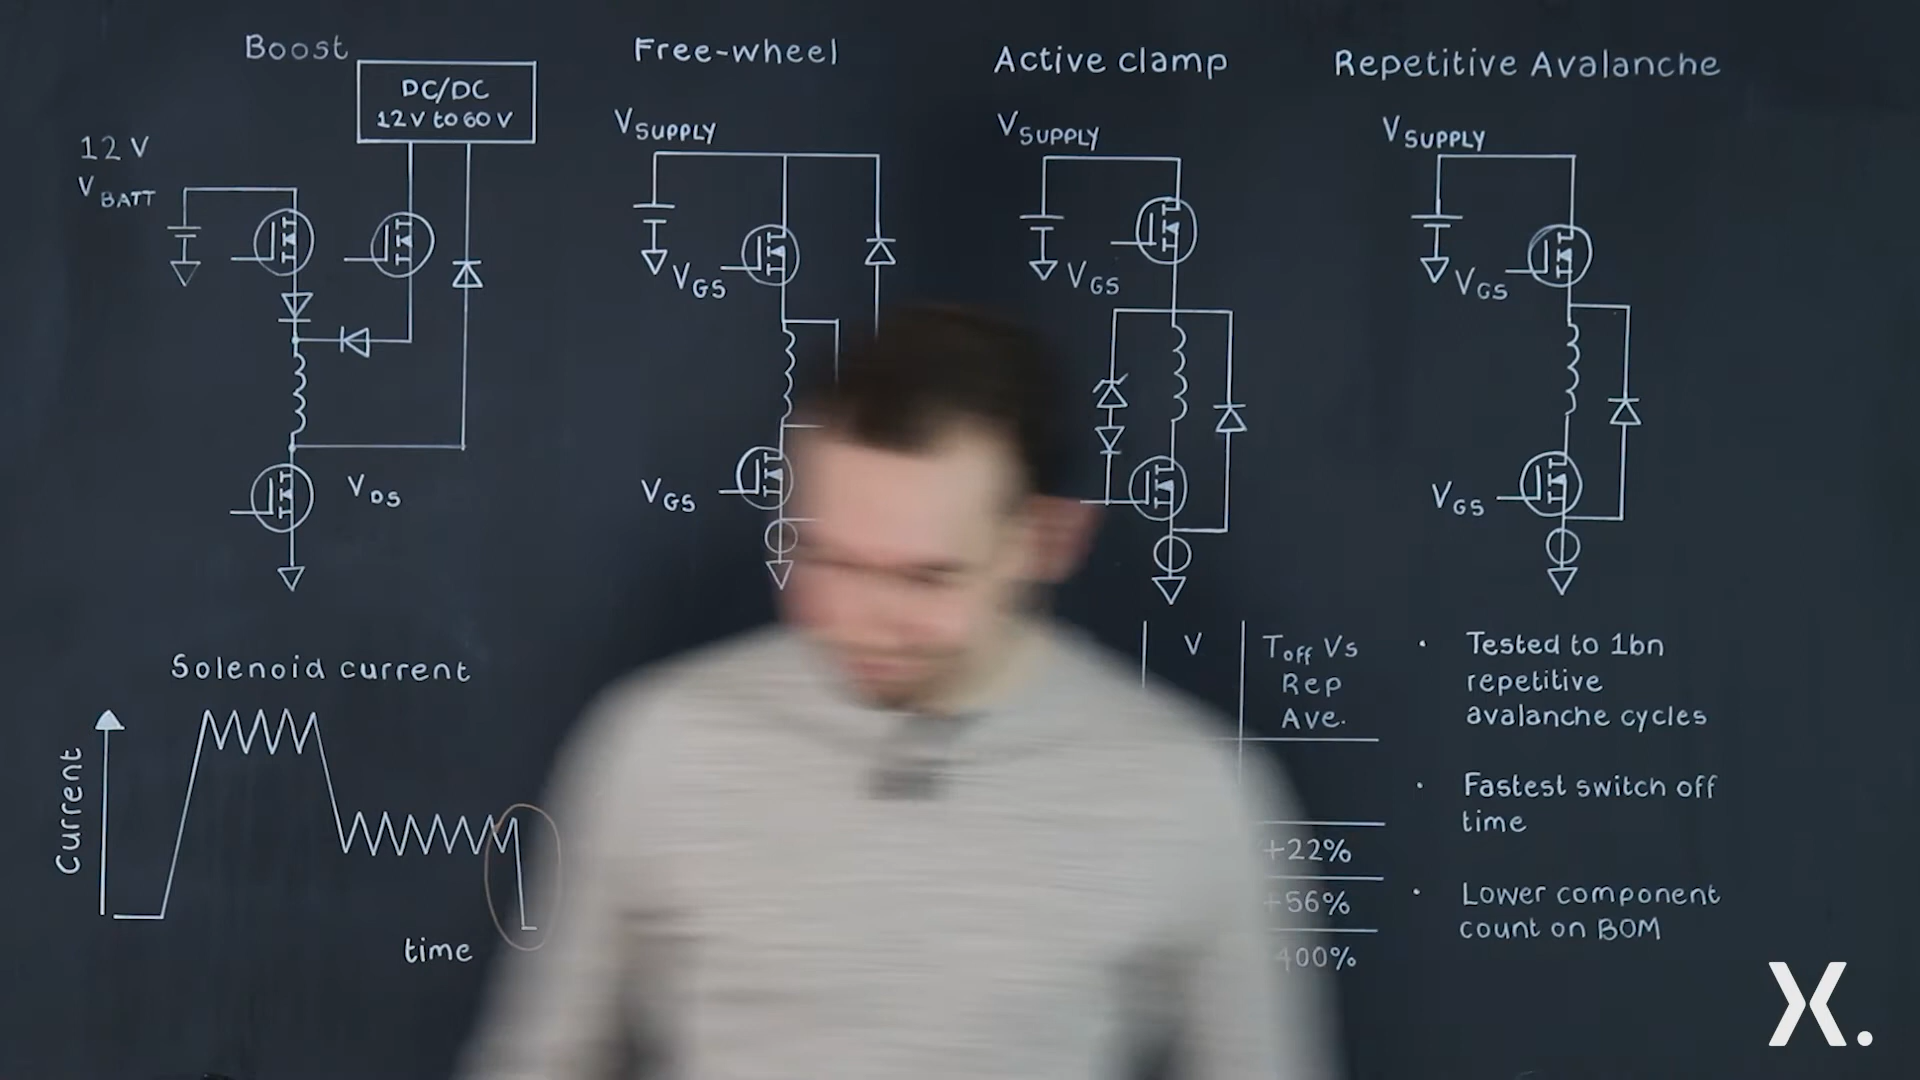 Boost
DC/DC
12V to 60 V
12 V
V BATT
V DS
Free-wheel
V SUPPLY
V GS
V GS
Active clamp
V SUPPLY
V GS
Repetitive Avalanche
V SUPPLY
V GS
V GS
Solenoid current
Current
time
V
Toff Vs
Rep
Ave.
+22%
+56%
400%
· Tested to 1bn
repetitive
avalanche cycles
· Fastest switch off
time
· Lower component
count on BOM